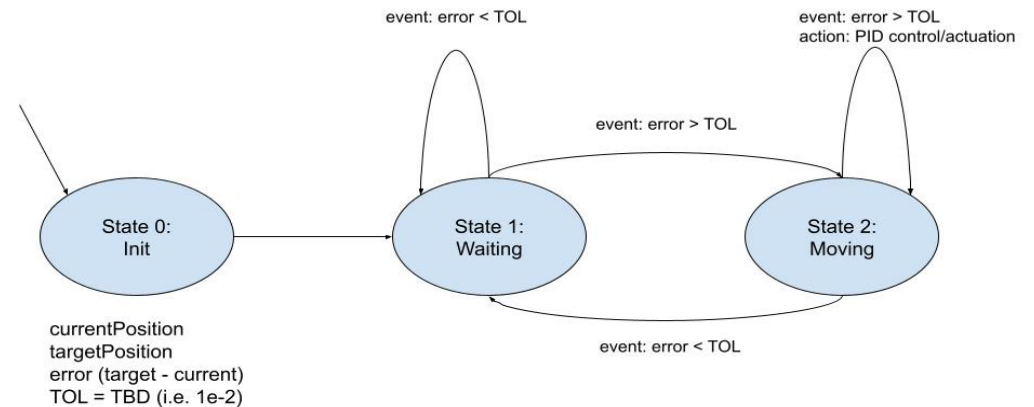 event: error < TOL
event: error > TOL
action: PID control/actuation
event: error > TOL
State 0:
Init
State 1:
Waiting
State 2:
Moving
event: error < TOL
currentPosition
targetPosition
error (target - current)
TOL = TBD (i.e. 1e-2)